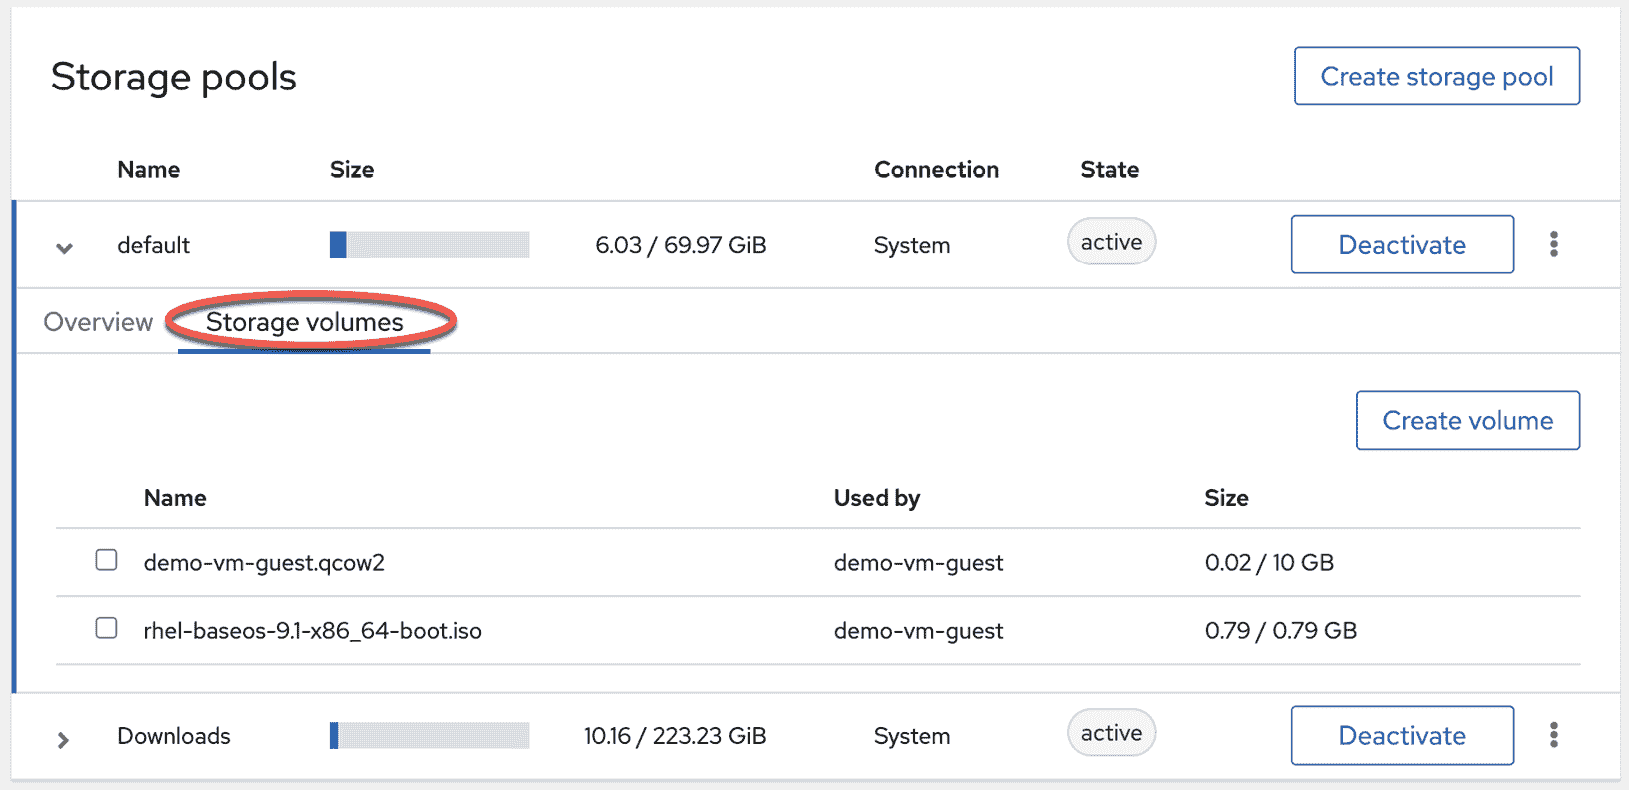 Storage pools
Create storage pool
Name Size Connection State
default 6.03 / 69.97 GiB System active Deactivate
Overview Storage volumes
Create volume
Name Used by Size
demo-vm-guest.qcow2 demo-vm-guest 0.02 / 10 GB
rhel-baseos-9.1-x86_64-boot.iso demo-vm-guest 0.79 / 0.79 GB
Downloads 10.16 / 223.23 GiB System active Deactivate